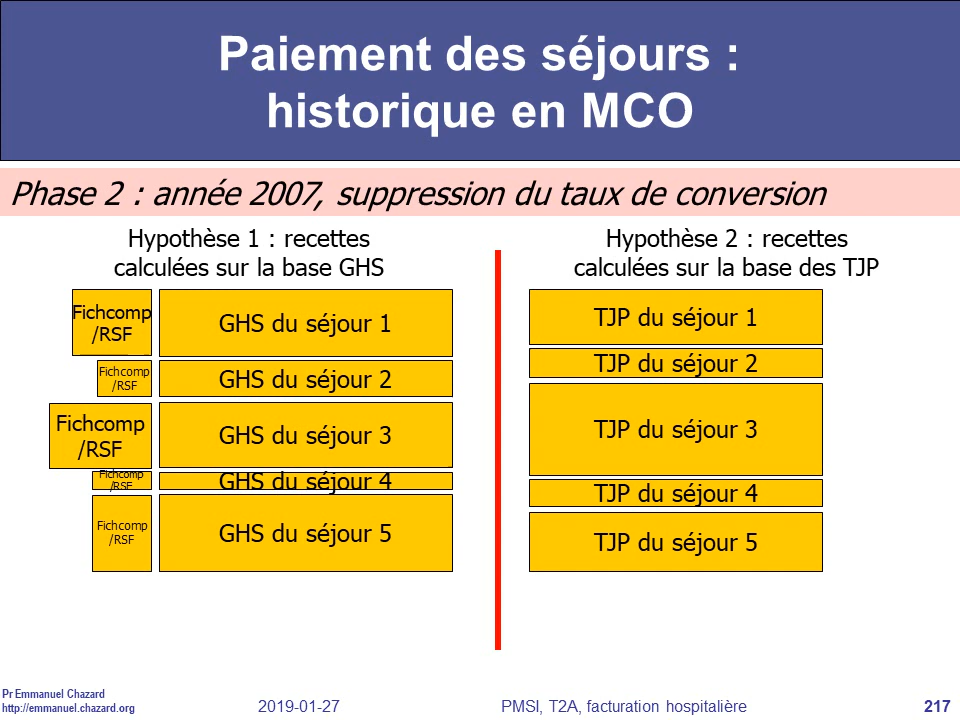 Paiement des séjours :
historique en MCO
Phase 2 : année 2007, suppression du taux de conversion
Hypothèse 1 : recettes
calculées sur la base GHS
Fichcomp
/RSF
GHS du séjour 1
Fichcomp
/RSF
GHS du séjour 2
Fichcomp
/RSF
GHS du séjour 3
Fichcomp
/RSF
GHS du séjour 4
Fichcomp
/RSF
GHS du séjour 5
Hypothèse 2 : recettes
calculées sur la base des TJP
TJP du séjour 1
TJP du séjour 2
TJP du séjour 3
TJP du séjour 4
TJP du séjour 5
Pr Emmanuel Chazard
http://emmanuel.chazard.org
2019-01-27
PMSI, T2A, facturation hospitalière
217